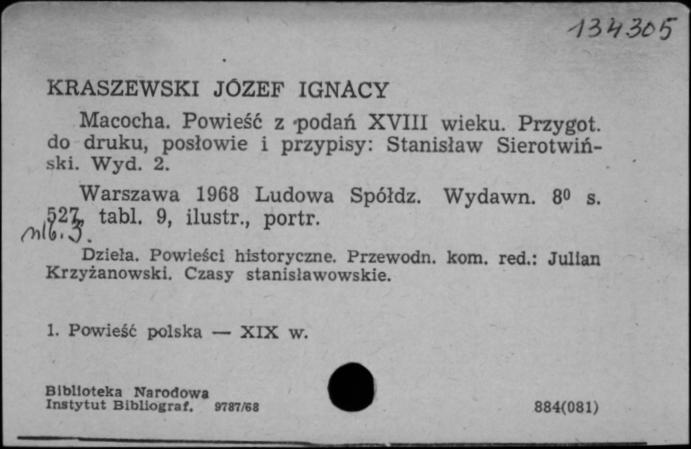 134305
KRASZEWSKI JÓZEF IGNACY
Macocha. Powieść z podań XVIII wieku. Przygot.
do druku, posłowie i przypisy: Stanisław Sierotwiń-
ski. Wyd. 2.
Warszawa 1968 Ludowa Spółdz. Wydawn. 8⁰ s.
527, tabl. 9, ilustr., portr.
nlb. 3.
Dzieła. Powieści historyczne. Przewodn. kom. red.: Julian
Krzyżanowski. Czasy stanisławowskie.
1. Powieść polska — XIX w.
Biblioteka Narodowa
Instytut Bibliograf. 9787/68
884(081)